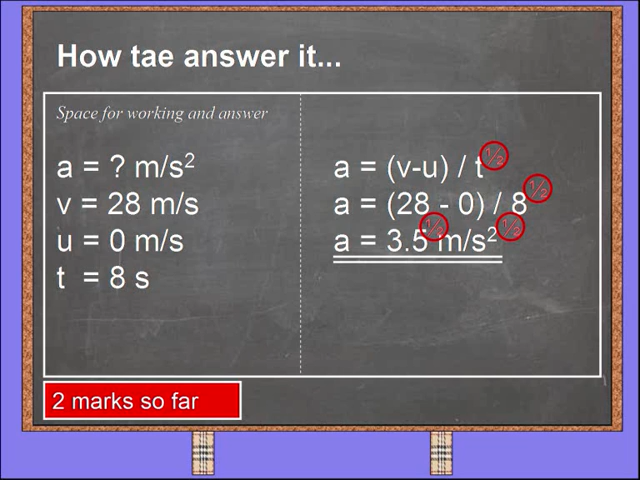 How tae answer it...
Space for working and answer
a = ? m/s²
v = 28 m/s
u = 0 m/s
t = 8 s
a = (v-u) / t ½
a = (28 - 0) / 8 ½
a = 3.5 ½ m/s² ½
2 marks so far